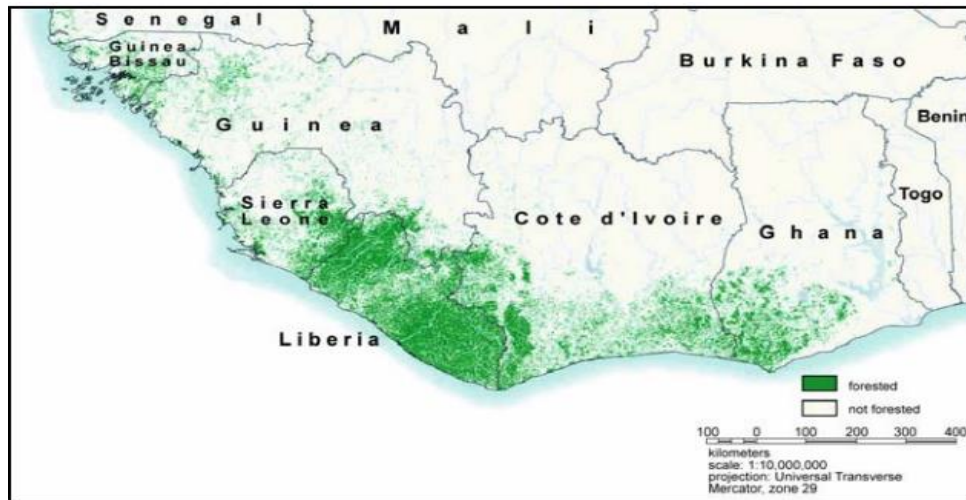 Senegal
Mali
Guinea
Bissau
Burkina Faso
Benin
Guinea
Togo
Sierra
Leone
Cote d'Ivoire
Ghana
Liberia
forested
not forested
100 0 100 200 300 400
kilometers
scale: 1:10,000,000
projection: Universal Transverse
Mercator, zone 29